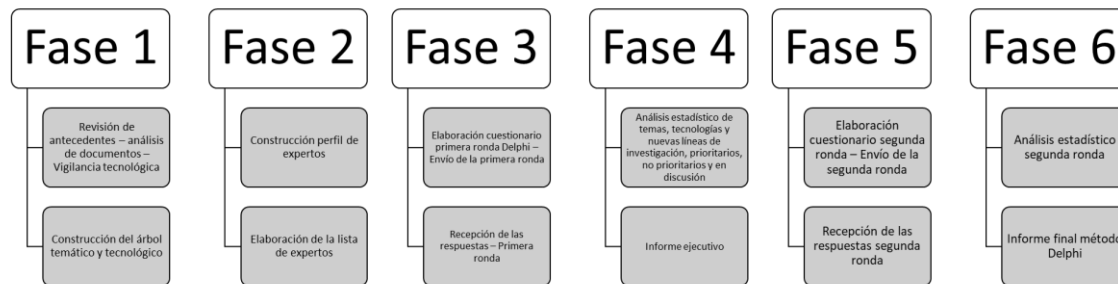 Fase 1
Revisión de
antecedentes – análisis
de documentos –
Vigilancia tecnológica
Construcción del árbol
temático y tecnológico
Fase 2
Construcción perfil de
expertos
Elaboración de la lista
de expertos
Fase 3
Elaboración cuestionario
primera ronda Delphi –
Envío de la primera ronda
Recepción de las
respuestas – Primera
ronda
Fase 4
Análisis estadístico de
temas, tecnologías y
nuevas líneas de
investigación, prioritarios,
no prioritarios y en
discusión
Informe ejecutivo
Fase 5
Elaboración
cuestionario segunda
ronda – Envío de la
segunda ronda
Recepción de las
respuestas segunda
ronda
Fase 6
Análisis estadístico
segunda ronda
Informe final método
Delphi